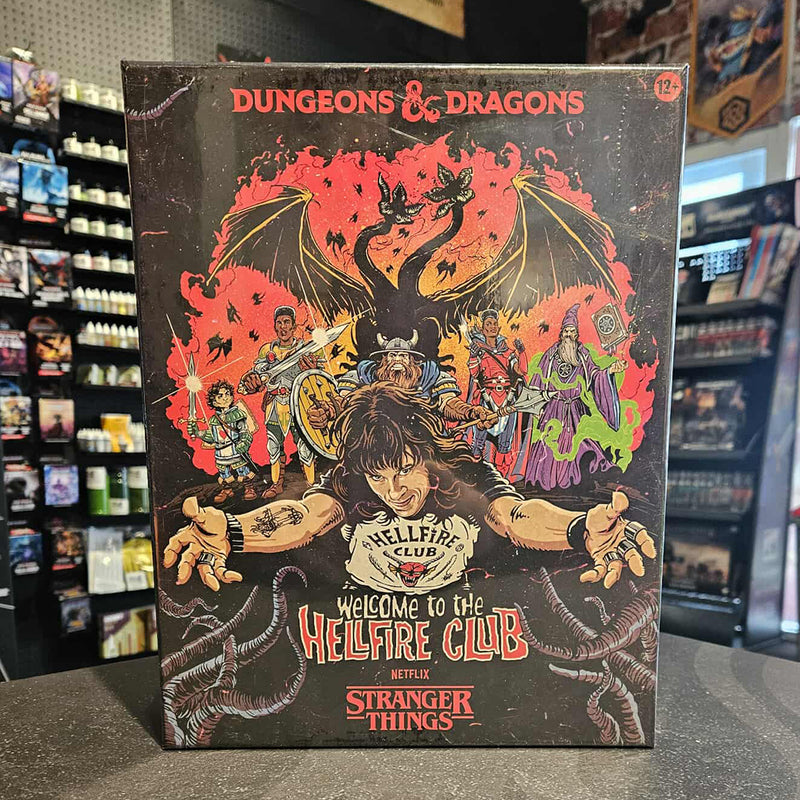 DUNGEONS & DRAGONS
12+
HELLFIRE
CLUB
WELCOME TO THE
HELLFIRE CLUB
NETFLIX
STRANGER
THINGS